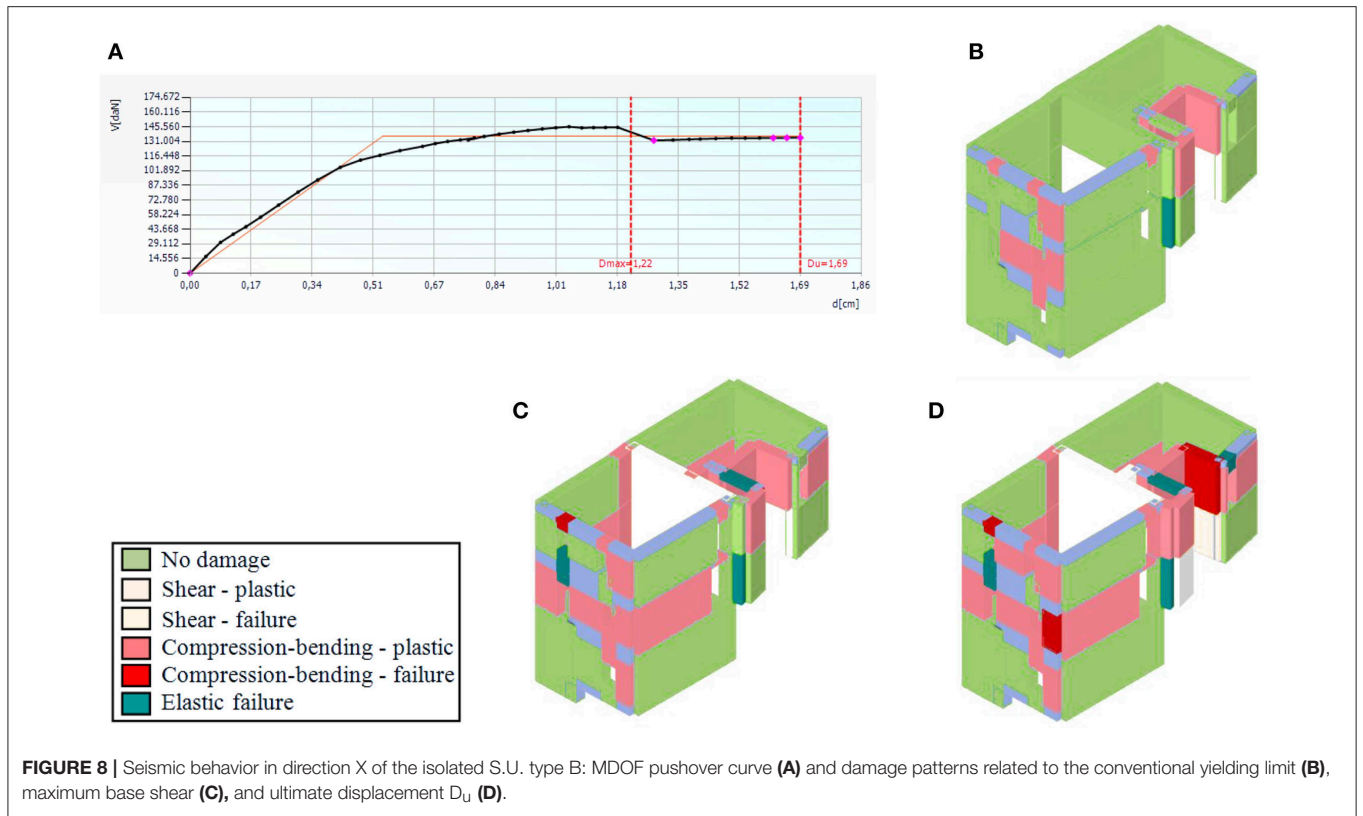 A
B
V[daN]
174.672
160.116
145.560
131.004
116.448
101.892
87.336
72.780
58.224
43.668
29.112
14.556
0
Dmax=1,22
Du=1,69
0,00 0,17 0,34 0,51 0,67 0,84 1,01 1,18 1,35 1,52 1,69 1,86
d[cm]
C
D
No damage
Shear - plastic
Shear - failure
Compression-bending - plastic
Compression-bending - failure
Elastic failure
FIGURE 8 | Seismic behavior in direction X of the isolated S.U. type B: MDOF pushover curve (A) and damage patterns related to the conventional yielding limit (B),
maximum base shear (C), and ultimate displacement Du (D).